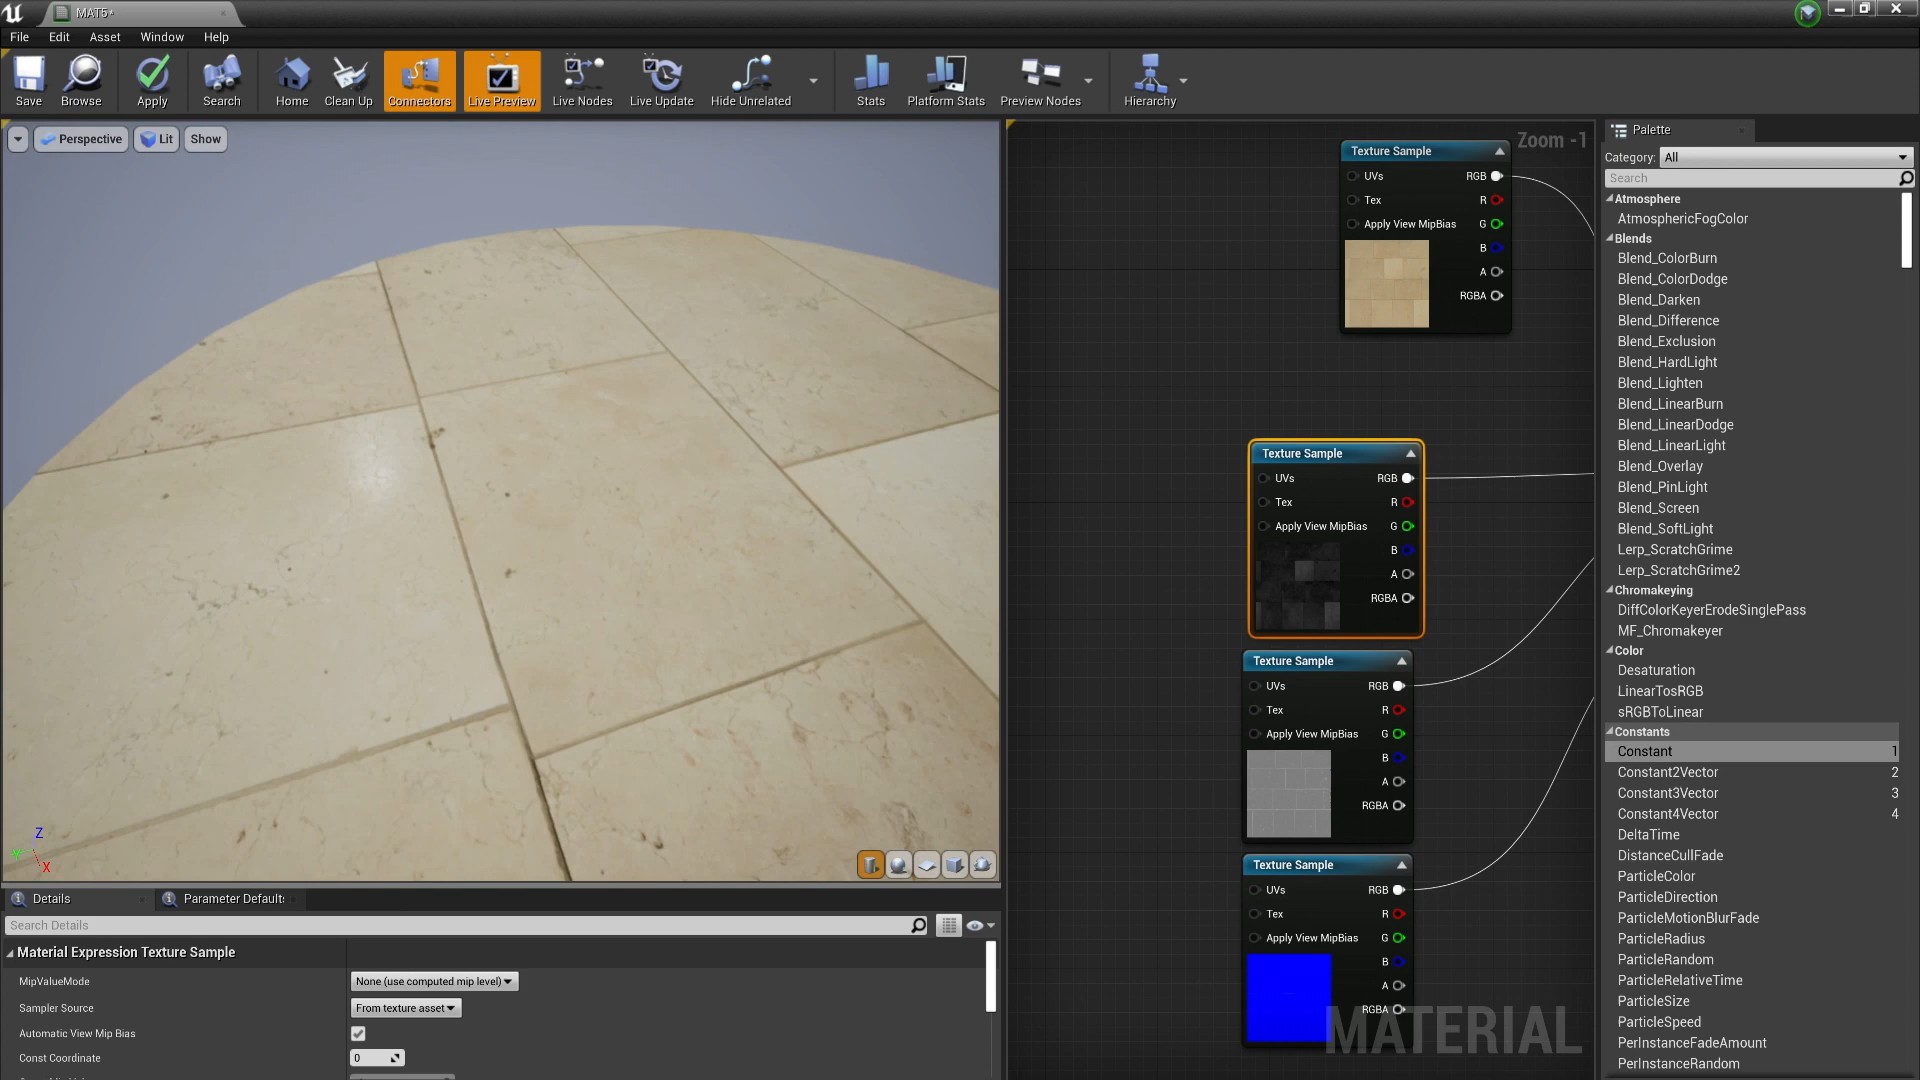 MAT5*
File Edit Asset Window Help
Save Browse Apply Search Home Clean Up Connectors Live Preview Live Nodes Live Update Hide Unrelated Stats Platform Stats Preview Nodes Hierarchy
Perspective Lit Show
Z
Y
X
Zoom -1
Texture Sample
UVs RGB
Tex R
Apply View MipBias G
B
A
RGBA
Texture Sample
UVs RGB
Tex R
Apply View MipBias G
B
A
RGBA
Texture Sample
UVs RGB
Tex R
Apply View MipBias G
B
A
RGBA
Texture Sample
UVs RGB
Tex R
Apply View MipBias G
B
A
RGBA
MATERIAL
Details Parameter Defaults
Search Details
Material Expression Texture Sample
MipValueMode None (use computed mip level)
Sampler Source From texture asset
Automatic View Mip Bias
Const Coordinate 0
Palette
Category: All
Search
Atmosphere
AtmosphericFogColor
Blends
Blend_ColorBurn
Blend_ColorDodge
Blend_Darken
Blend_Difference
Blend_Exclusion
Blend_HardLight
Blend_Lighten
Blend_LinearBurn
Blend_LinearDodge
Blend_LinearLight
Blend_Overlay
Blend_PinLight
Blend_Screen
Blend_SoftLight
Lerp_ScratchGrime
Lerp_ScratchGrime2
Chromakeying
DiffColorKeyerErodeSinglePass
MF_Chromakeyer
Color
Desaturation
LinearTosRGB
sRGBToLinear
Constants
Constant 1
Constant2Vector 2
Constant3Vector 3
Constant4Vector 4
DeltaTime
DistanceCullFade
ParticleColor
ParticleDirection
ParticleMotionBlurFade
ParticleRadius
ParticleRandom
ParticleRelativeTime
ParticleSize
ParticleSpeed
PerInstanceFadeAmount
PerInstanceRandom